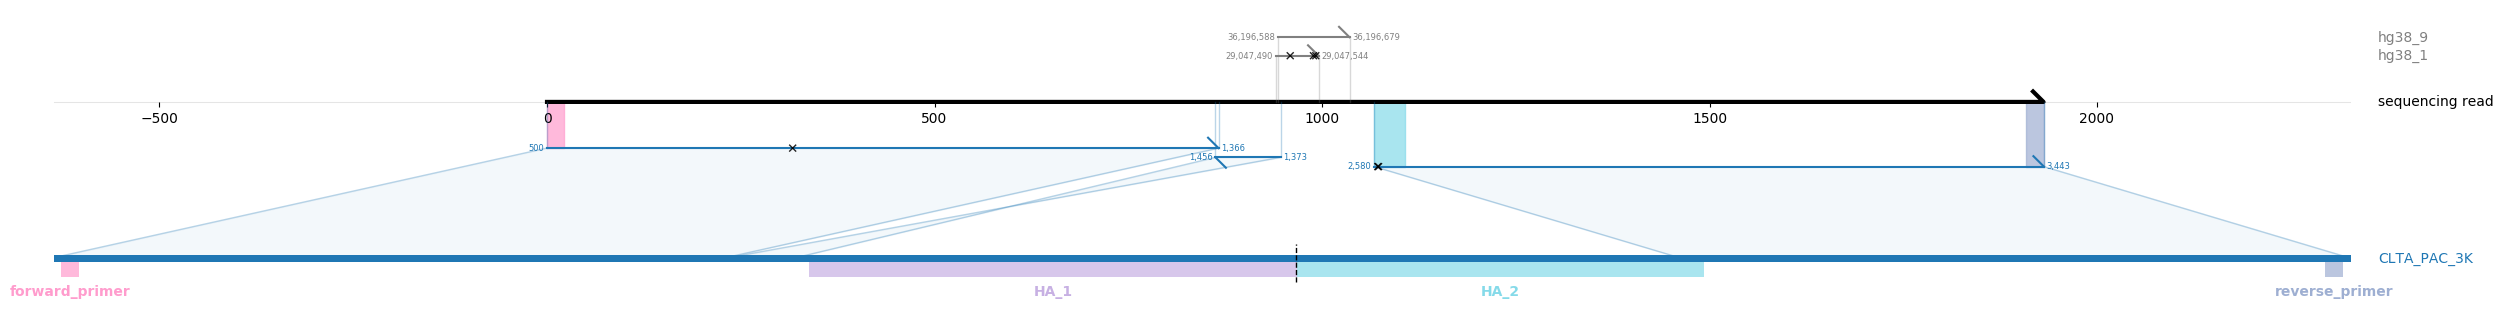 36,196,588 36,196,679 hg38_9
29,047,490 29,047,544 hg38_1
sequencing read
−500 0 500 1000 1500 2000
500 1,366
1,456 1,373
2,580 3,443
CLTA_PAC_3K
forward_primer HA_1 HA_2 reverse_primer